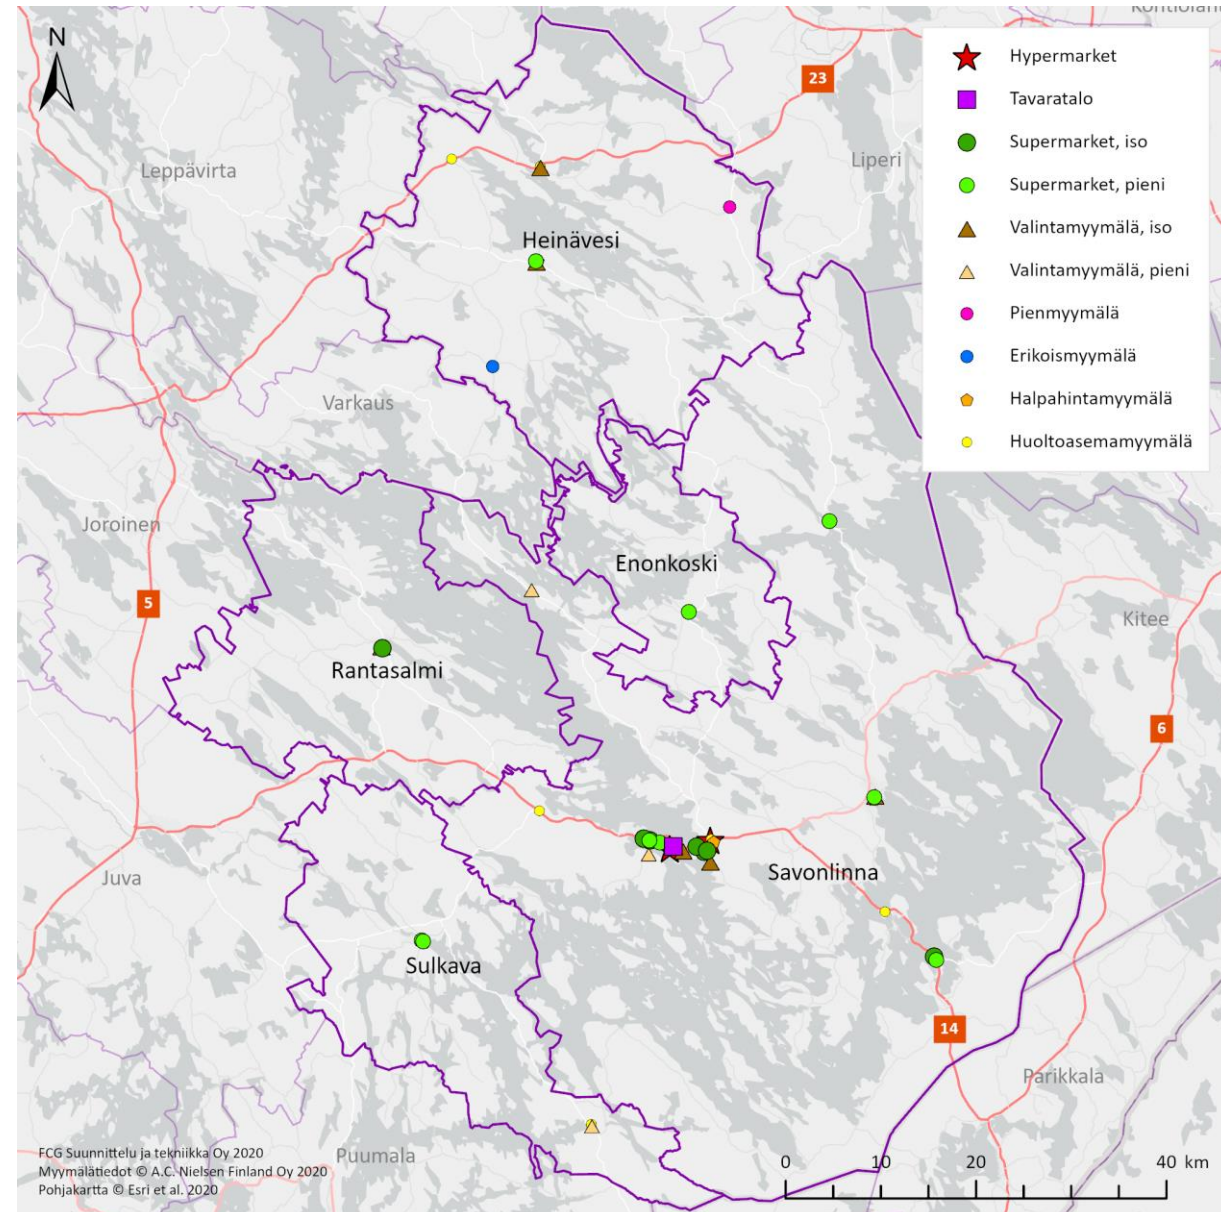 Kontiolahti
N
23
Leppävirta
Liperi
Heinävesi
Varkaus
Joroinen
Enonkoski
5
Kitee
Rantasalmi
6
Juva
Savonlinna
Sulkava
14
Parikkala
Puumala
Hypermarket
Tavaratalo
Supermarket, iso
Supermarket, pieni
Valintamyymälä, iso
Valintamyymälä, pieni
Pienmyymälä
Erikoismyymälä
Halpahintamyymälä
Huoltoasemamyymälä
FCG Suunnittelu ja tekniikka Oy 2020
Myymälätiedot © A.C. Nielsen Finland Oy 2020
Pohjakartta © Esri et al. 2020
0 10 20 40 km